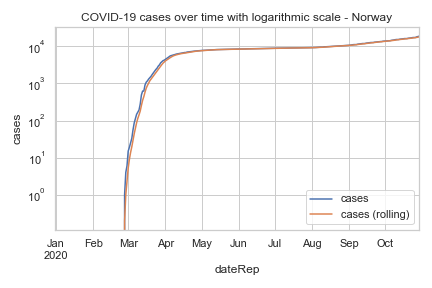 COVID-19 cases over time with logarithmic scale - Norway
cases
10⁴
10³
10²
10¹
10⁰
cases
cases (rolling)
Jan Feb Mar Apr May Jun Jul Aug Sep Oct
2020
dateRep